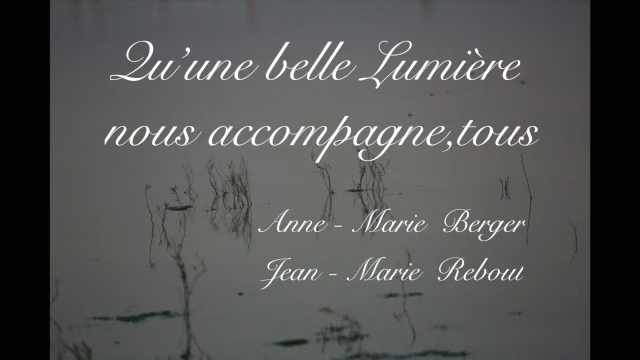 Qu'une belle Lumière
nous accompagne,tous
Anne - Marie Berger
Jean - Marie Rebout